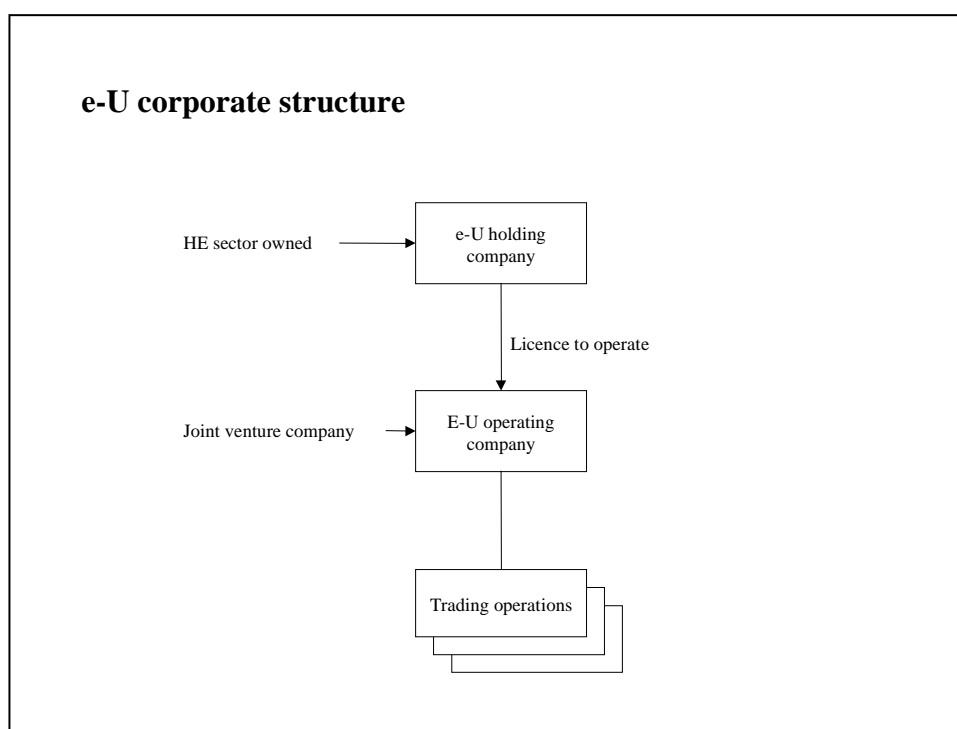 e-U corporate structure
HE sector owned
e-U holding
company
Licence to operate
Joint venture company
E-U operating
company
Trading operations